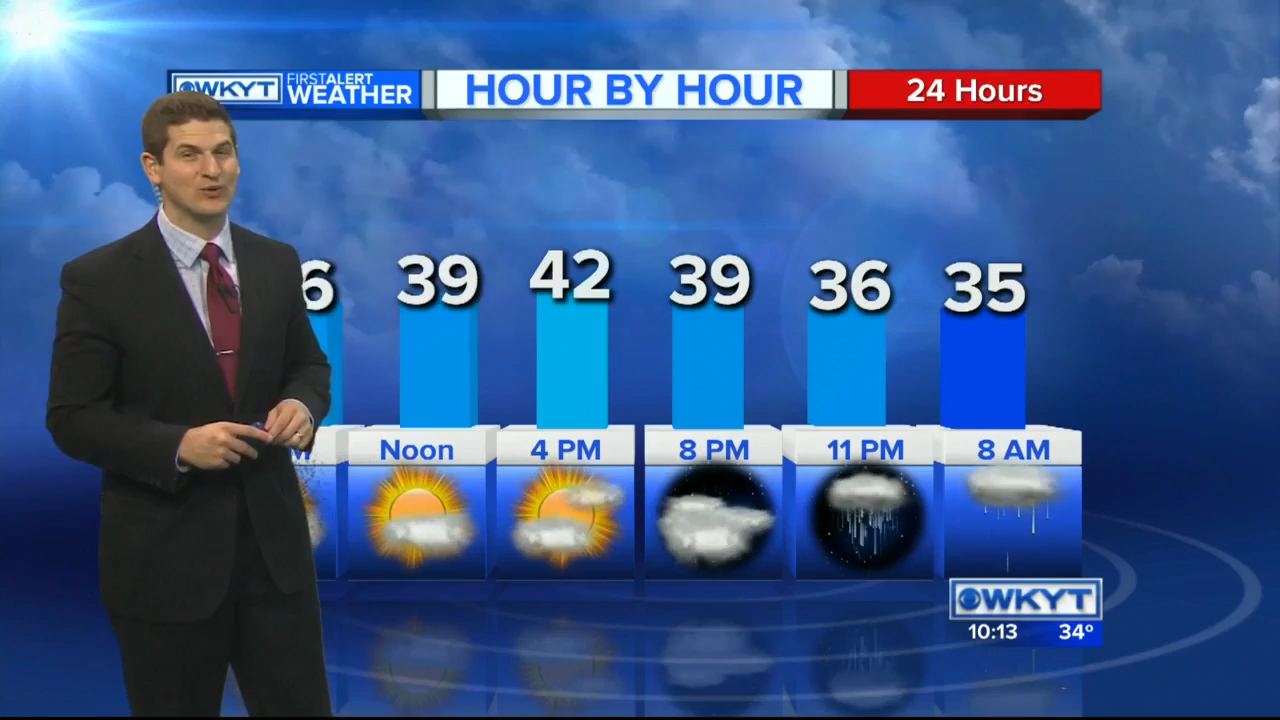 WKYT FIRST ALERT WEATHER
HOUR BY HOUR
24 Hours
6 39 42 39 36 35
M Noon 4 PM 8 PM 11 PM 8 AM
WKYT
10:13 34°